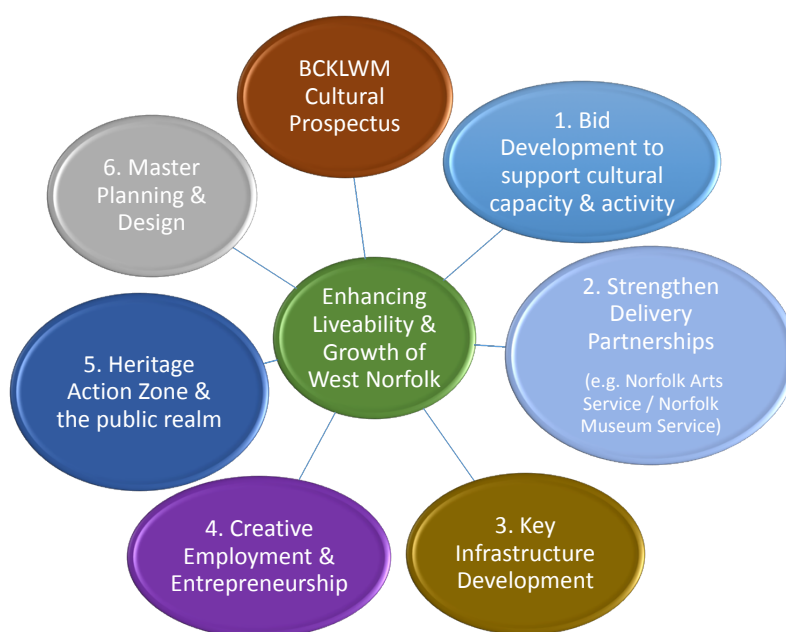 BCKLWM
Cultural
Prospectus
1. Bid
Development to
support cultural
capacity & activity
2. Strengthen
Delivery
Partnerships
(e.g. Norfolk Arts
Service / Norfolk
Museum Service)
3. Key
Infrastructure
Development
4. Creative
Employment &
Entrepreneurship
5. Heritage
Action Zone &
the public realm
6. Master
Planning &
Design
Enhancing
Liveability &
Growth of
West Norfolk